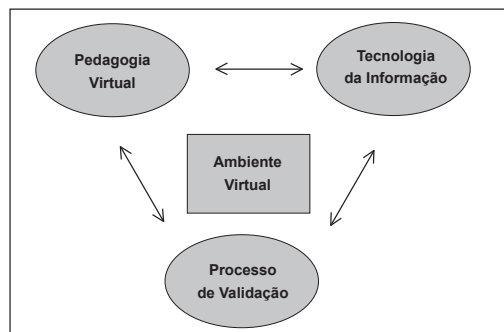 Pedagogia
Virtual
Tecnologia
da Informação
Ambiente
Virtual
Processo
de Validação